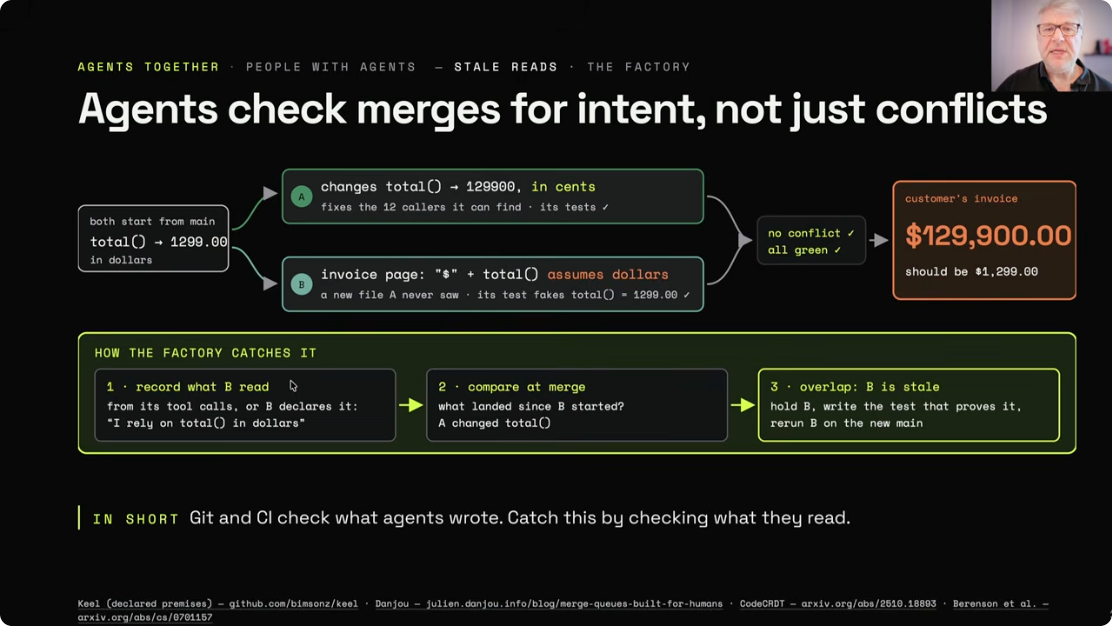 AGENTS TOGETHER · PEOPLE WITH AGENTS — STALE READS · THE FACTORY
Agents check merges for intent, not just conflicts
both start from main
total() → 1299.00
in dollars
A
changes total() → 129900, in cents
fixes the 12 callers it can find · its tests ✓
B
invoice page: "$" + total() assumes dollars
a new file A never saw · its test fakes total() = 1299.00 ✓
no conflict ✓
all green ✓
customer's invoice
$129,900.00
should be $1,299.00
HOW THE FACTORY CATCHES IT
1 · record what B read
from its tool calls, or B declares it:
"I rely on total() in dollars"
2 · compare at merge
what landed since B started?
A changed total()
3 · overlap: B is stale
hold B, write the test that proves it,
rerun B on the new main
IN SHORT Git and CI check what agents wrote. Catch this by checking what they read.
Keel (declared premises) — github.com/bimsonz/keel · Danjou — julien.danjou.info/blog/merge-queues-built-for-humans · CodeCRDT — arxiv.org/abs/2510.18893 · Berenson et al. —
arxiv.org/abs/cs/0701157